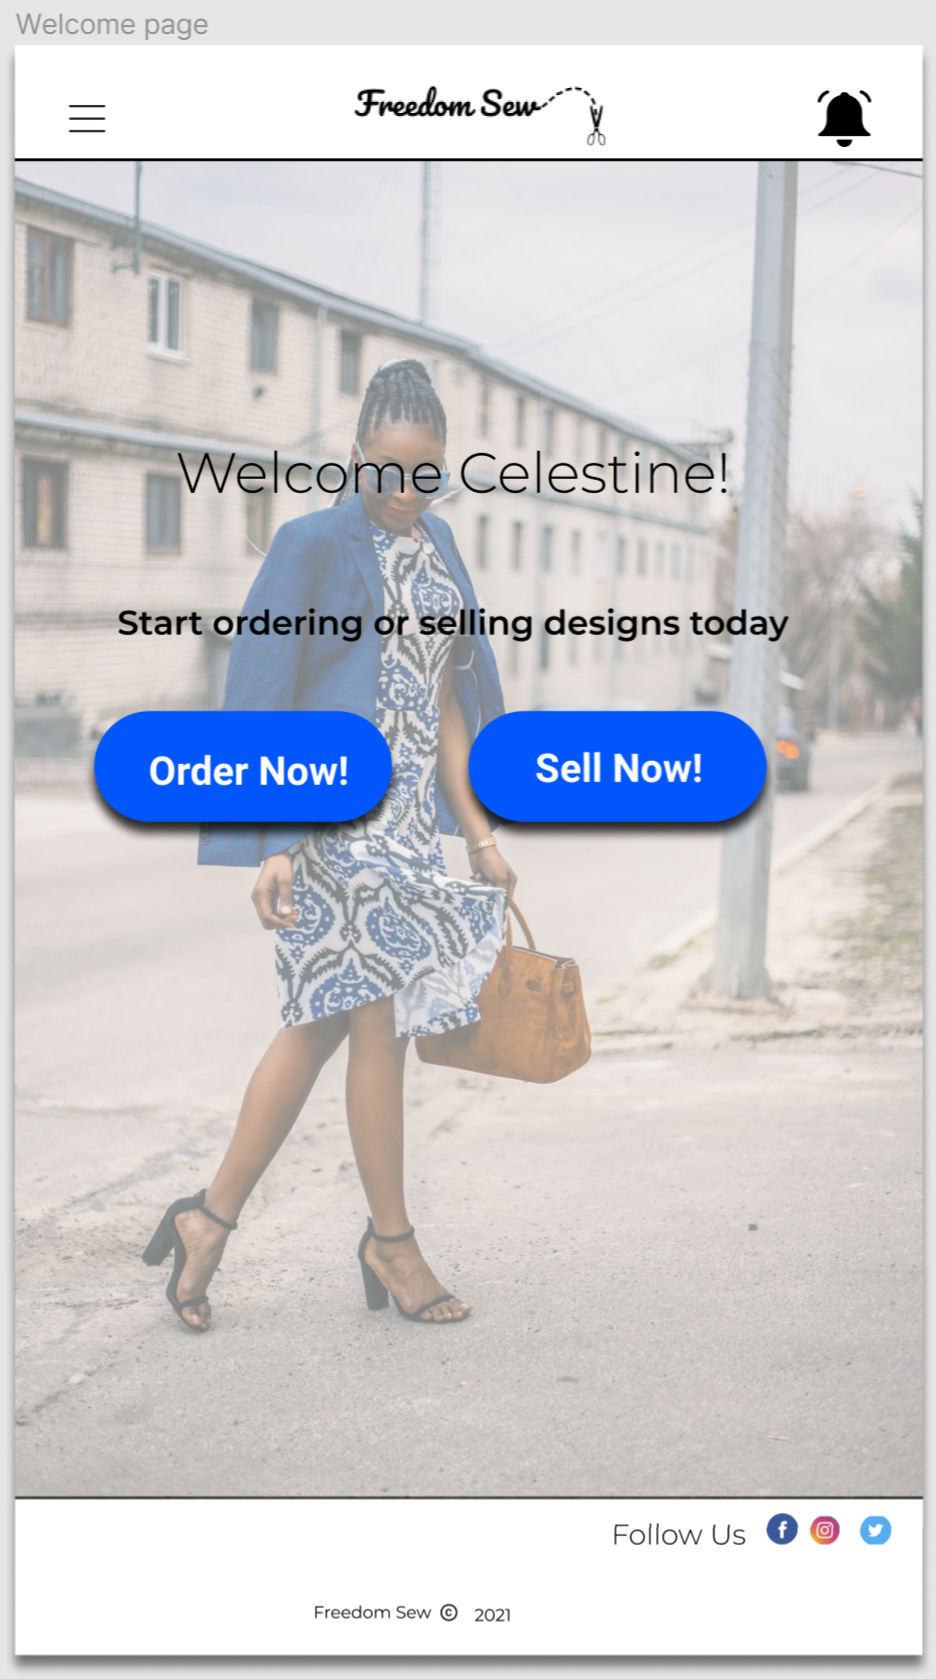 Welcome page
Freedom Sew
Welcome Celestine!
Start ordering or selling designs today
Order Now!
Sell Now!
Follow Us
Freedom Sew © 2021